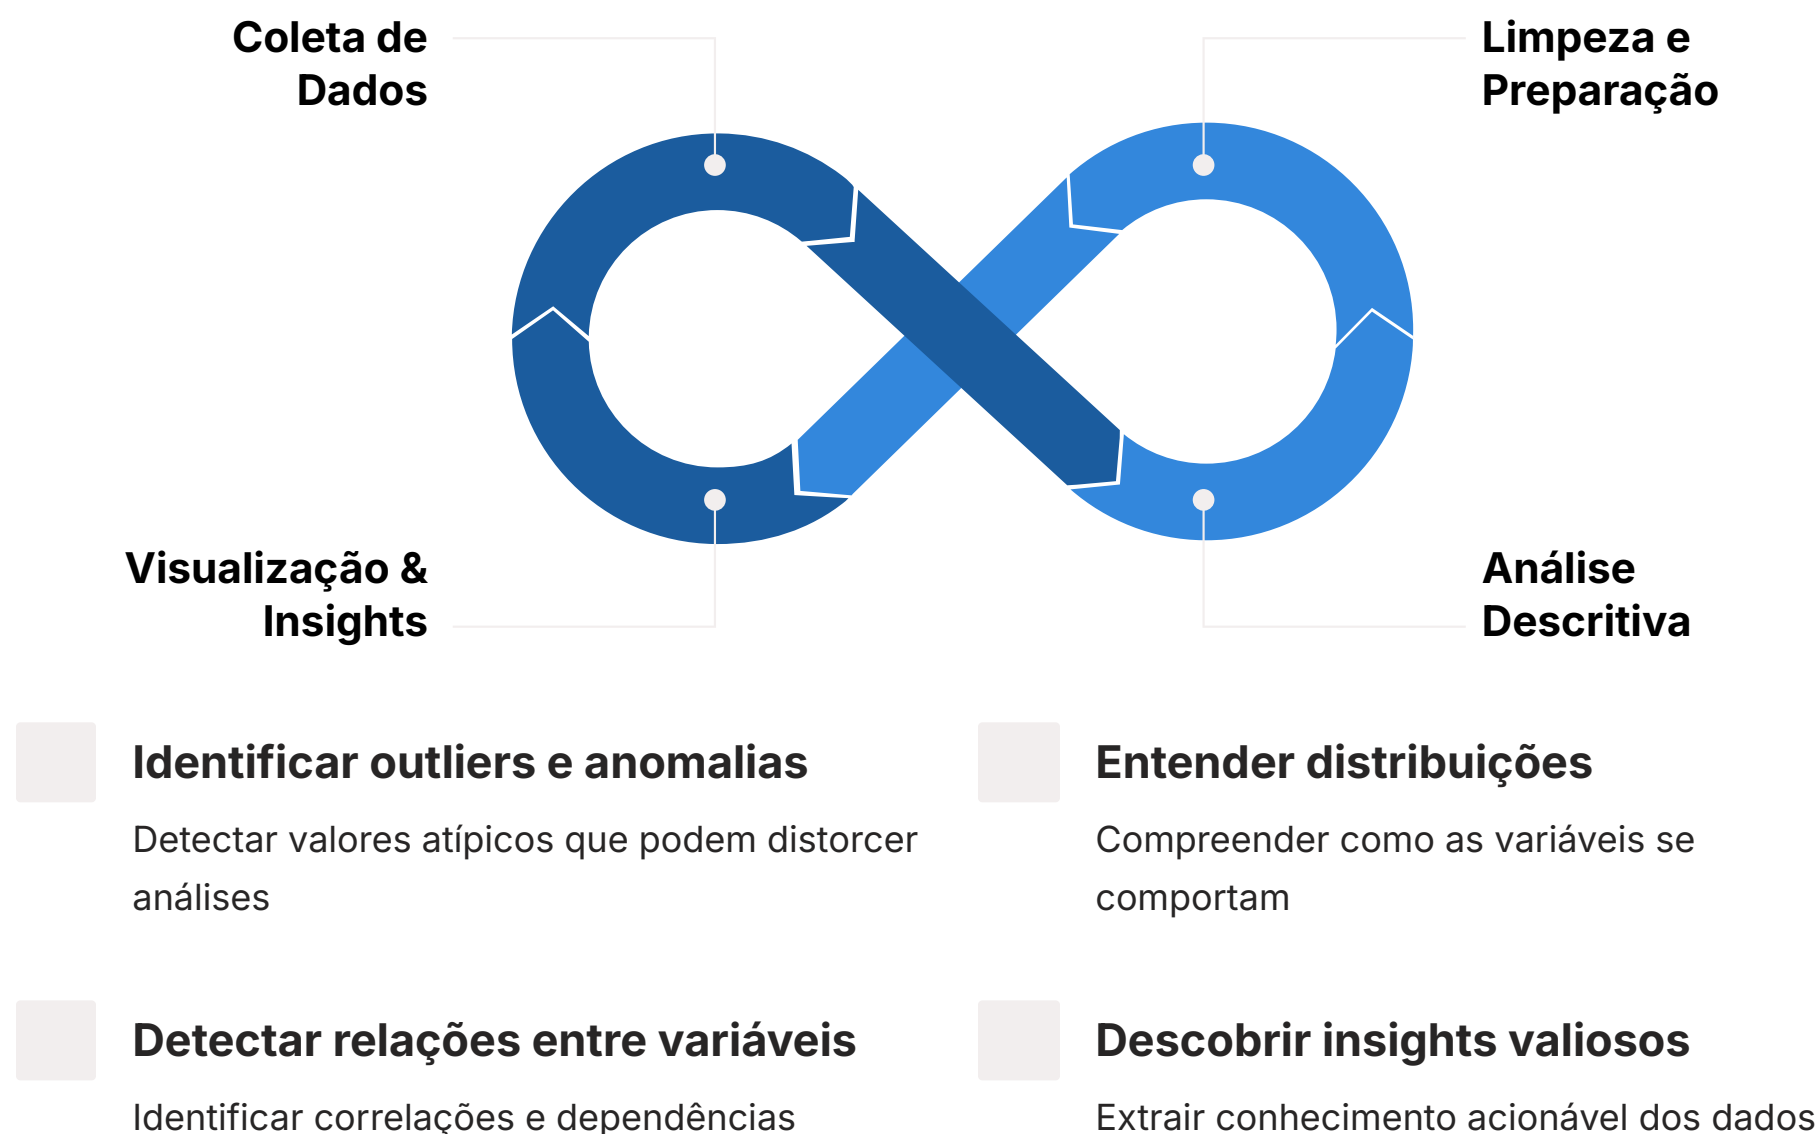 Coleta de
Dados
Limpeza e
Preparação
Visualização &
Insights
Análise
Descritiva
Identificar outliers e anomalias
Detectar valores atípicos que podem distorcer
análises
Entender distribuições
Compreender como as variáveis se
comportam
Detectar relações entre variáveis
Identificar correlações e dependências
Descobrir insights valiosos
Extrair conhecimento acionável dos dados